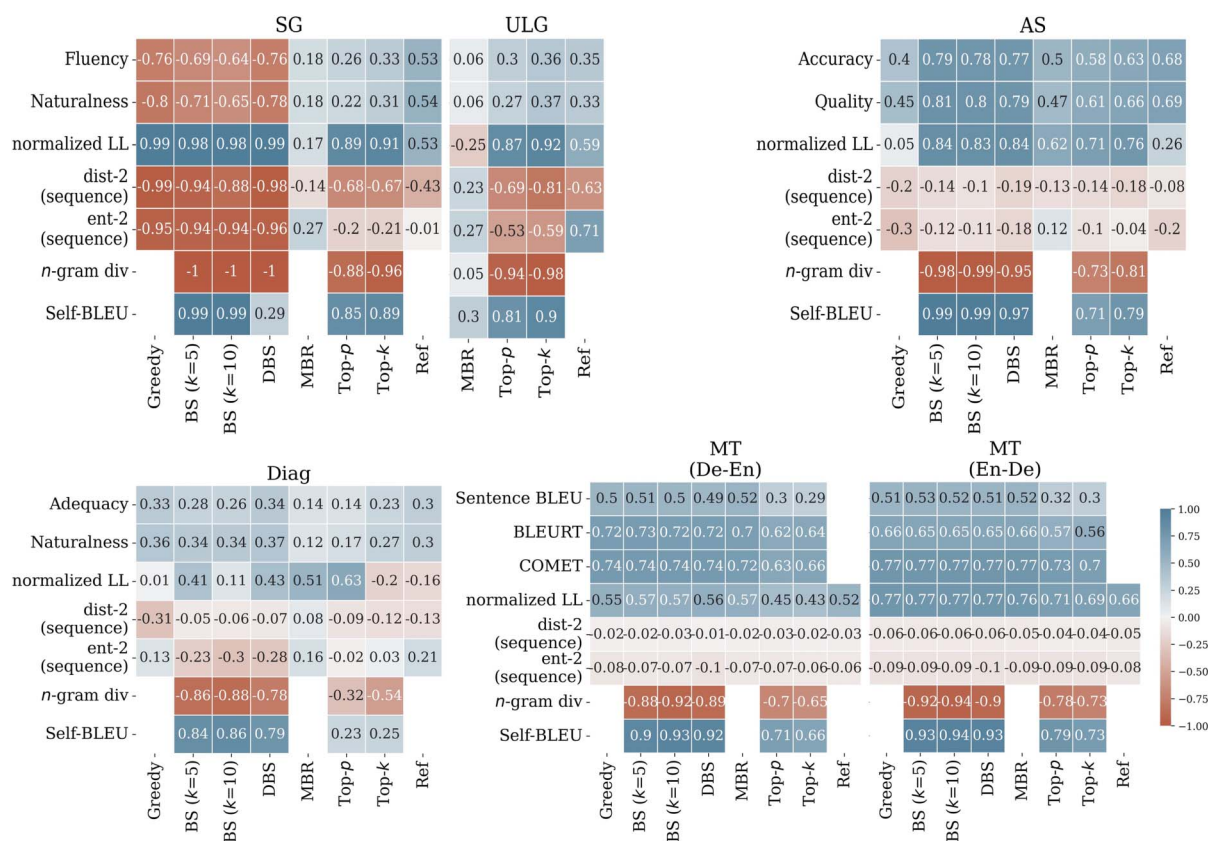 SG ULG AS
Fluency -0.76 -0.69 -0.64 -0.76 0.18 0.26 0.33 0.53 0.06 0.3 0.36 0.35 Accuracy 0.4 0.79 0.78 0.77 0.5 0.58 0.63 0.68
Naturalness -0.8 -0.71 -0.65 -0.78 0.18 0.22 0.31 0.54 0.06 0.27 0.37 0.33 Quality 0.45 0.81 0.8 0.79 0.47 0.61 0.66 0.69
normalized LL 0.99 0.98 0.98 0.99 0.17 0.89 0.91 0.53 -0.25 0.87 0.92 0.59 normalized LL 0.05 0.84 0.83 0.84 0.62 0.71 0.76 0.26
dist-2 (sequence) -0.99 -0.94 -0.88 -0.98 -0.14 -0.68 -0.67 -0.43 0.23 -0.69 -0.81 -0.63 dist-2 (sequence) -0.2 -0.14 -0.1 -0.19 -0.13 -0.14 -0.18 -0.08
ent-2 (sequence) -0.95 -0.94 -0.94 -0.96 0.27 -0.2 -0.21 -0.01 0.27 -0.53 -0.59 0.71 ent-2 (sequence) -0.3 -0.12 -0.11 -0.18 0.12 -0.1 -0.04 -0.2
n-gram div -1 -1 -1 -0.88 -0.96 0.05 -0.94 -0.98 n-gram div -0.98 -0.99 -0.95 -0.73 -0.81
Self-BLEU 0.99 0.99 0.29 0.85 0.89 0.3 0.81 0.9 Self-BLEU 0.99 0.99 0.97 0.71 0.79
Greedy BS (k=5) BS (k=10) DBS MBR Top-p Top-k Ref MBR Top-p Top-k Ref Greedy BS (k=5) BS (k=10) DBS MBR Top-p Top-k Ref
Diag MT (De-En) MT (En-De)
Adequacy 0.33 0.28 0.26 0.34 0.14 0.14 0.23 0.3 Sentence BLEU 0.5 0.51 0.5 0.49 0.52 0.3 0.29 0.51 0.53 0.52 0.51 0.52 0.32 0.3
Naturalness 0.36 0.34 0.34 0.37 0.12 0.17 0.27 0.3 BLEURT 0.72 0.73 0.72 0.72 0.7 0.62 0.64 0.66 0.65 0.65 0.65 0.66 0.57 0.56
COMET 0.74 0.74 0.74 0.74 0.72 0.63 0.66 0.77 0.77 0.77 0.77 0.77 0.73 0.7
normalized LL 0.01 0.41 0.11 0.43 0.51 0.63 -0.2 -0.16 normalized LL 0.55 0.57 0.57 0.56 0.57 0.45 0.43 0.52 0.77 0.77 0.77 0.77 0.76 0.71 0.69 0.66
dist-2 (sequence) -0.31 -0.05 -0.06 -0.07 0.08 -0.09 -0.12 -0.13 dist-2 (sequence) -0.02 -0.02 -0.03 -0.01 -0.02 -0.03 -0.02 -0.03 -0.06 -0.06 -0.06 -0.06 -0.05 -0.04 -0.04 -0.05
ent-2 (sequence) 0.13 -0.23 -0.3 -0.28 0.16 -0.02 0.03 0.21 ent-2 (sequence) -0.08 -0.07 -0.07 -0.1 -0.07 -0.07 -0.06 -0.06 -0.09 -0.09 -0.09 -0.1 -0.09 -0.09 -0.09 -0.08
n-gram div -0.86 -0.88 -0.78 -0.32 -0.54 n-gram div -0.88 -0.92 -0.89 -0.7 -0.65 -0.92 -0.94 -0.9 -0.78 -0.73
Self-BLEU 0.84 0.86 0.79 0.23 0.25 Self-BLEU 0.9 0.93 0.92 0.71 0.66 0.93 0.94 0.93 0.79 0.73
Greedy BS (k=5) BS (k=10) DBS MBR Top-p Top-k Ref Greedy BS (k=5) BS (k=10) DBS MBR Top-p Top-k Ref Greedy BS (k=5) BS (k=10) DBS MBR Top-p Top-k Ref
1.00
0.75
0.50
0.25
0.00
−0.25
−0.50
−0.75
−1.00